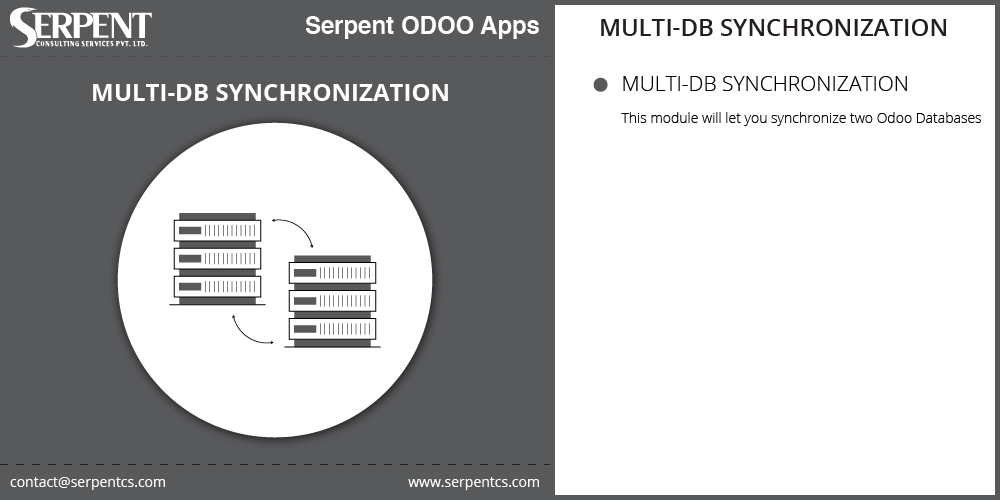 SERPENT
CONSULTING SERVICES PVT. LTD.
Serpent ODOO Apps
MULTI-DB SYNCHRONIZATION
contact@serpentcs.com
www.serpentcs.com
MULTI-DB SYNCHRONIZATION
MULTI-DB SYNCHRONIZATION
This module will let you synchronize two Odoo Databases